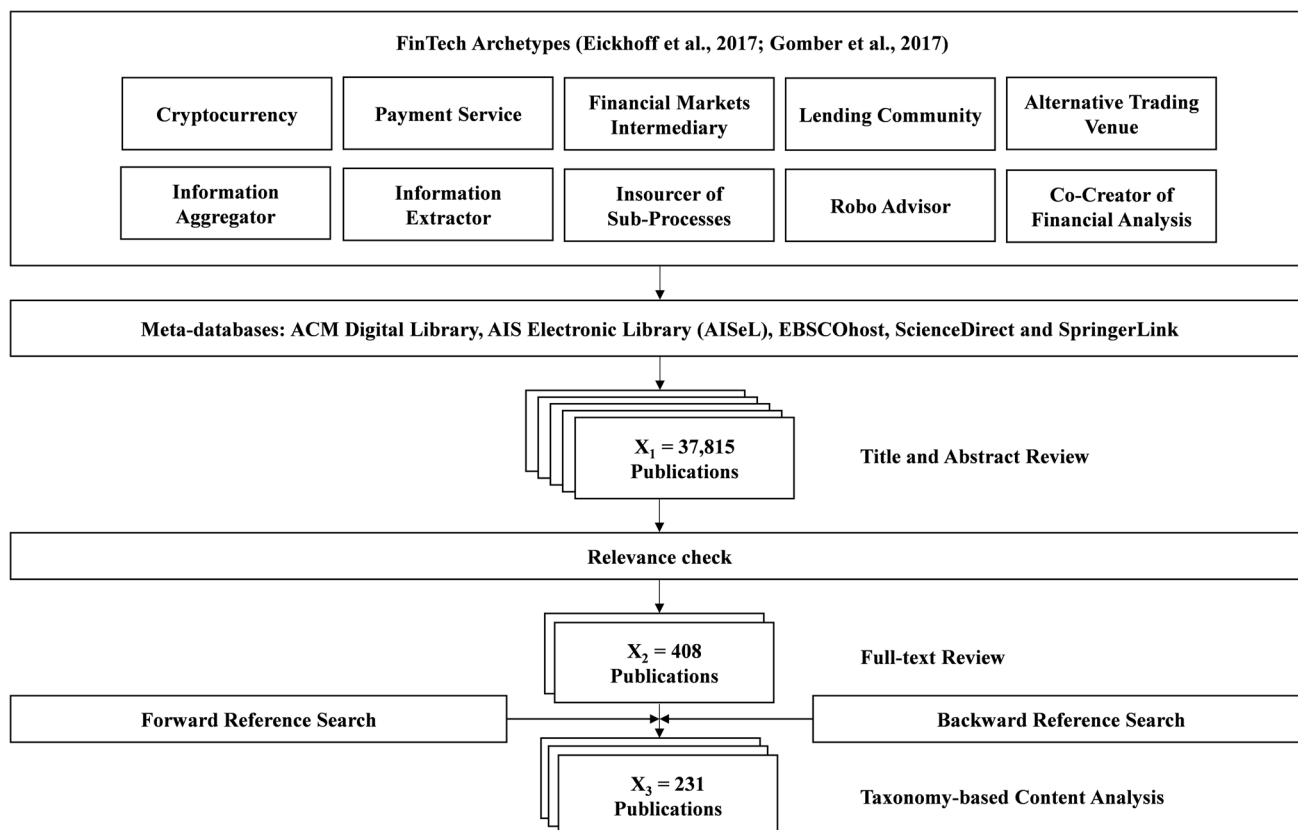 FinTech Archetypes (Eickhoff et al., 2017; Gomber et al., 2017)
Cryptocurrency
Payment Service
Financial Markets
Intermediary
Lending Community
Alternative Trading
Venue
Information
Aggregator
Information
Extractor
Insourcer of
Sub-Processes
Robo Advisor
Co-Creator of
Financial Analysis
Meta-databases: ACM Digital Library, AIS Electronic Library (AISeL), EBSCOhost, ScienceDirect and SpringerLink
X₁ = 37,815
Publications
Title and Abstract Review
Relevance check
X₂ = 408
Publications
Full-text Review
Forward Reference Search
Backward Reference Search
X₃ = 231
Publications
Taxonomy-based Content Analysis